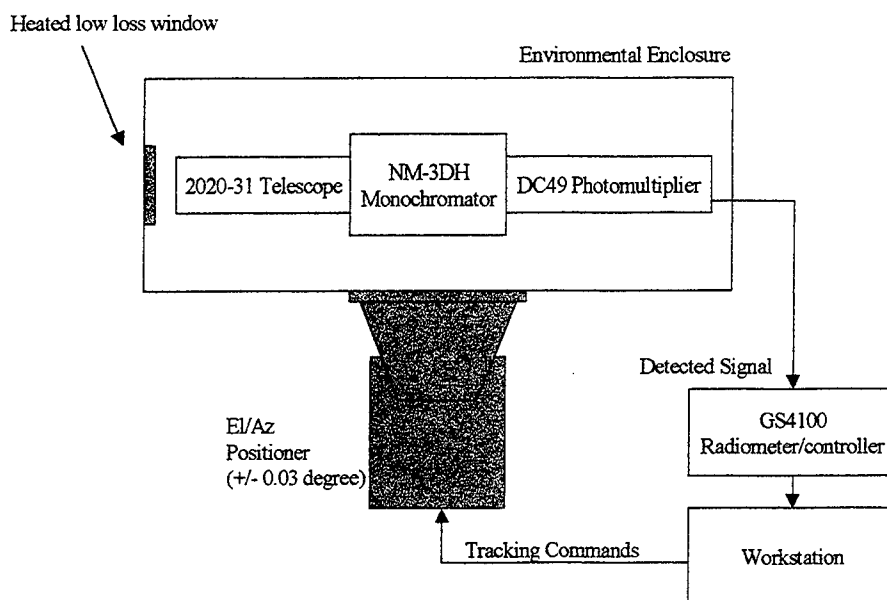 Heated low loss window
Environmental Enclosure
2020-31 Telescope
NM-3DH
Monochromator
DC49 Photomultiplier
Detected Signal
GS4100
Radiometer/controller
El/Az
Positioner
(+/- 0.03 degree)
Tracking Commands
Workstation